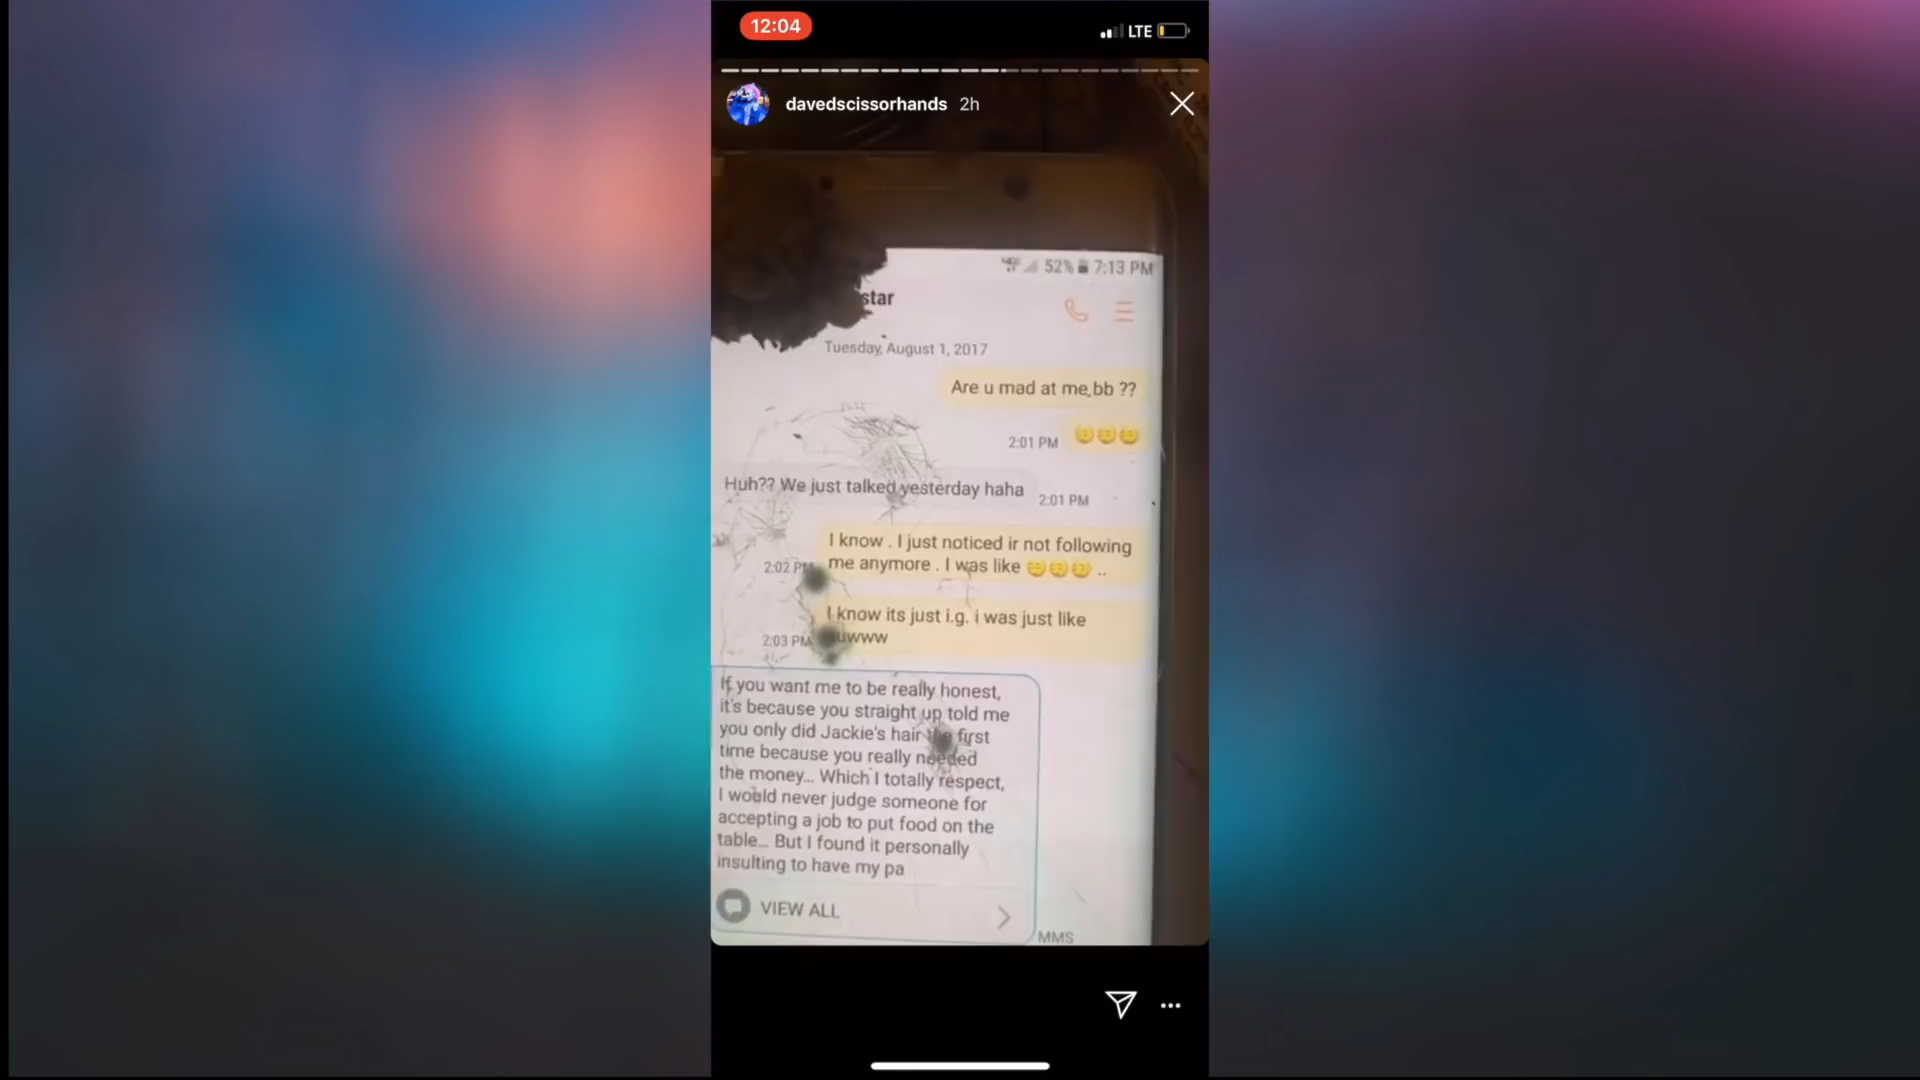 12:04
LTE
davedscissorhands 2h
52% 7:13 PM
star
Tuesday, August 1, 2017
Are u mad at me,bb ??
2:01 PM
Huh?? We just talked yesterday haha
2:01 PM
I know . I just noticed ir not following
2:02 PM me anymore . I was like ..
I know its just i.g. i was just like
2:03 PM
If you want me to be really honest,
it's because you straight up told me
you only did Jackie's hair the first
time because you really needed
the money... Which I totally respect,
I would never judge someone for
accepting a job to put food on the
table... But I found it personally
insulting to have my pa
VIEW ALL
MMS